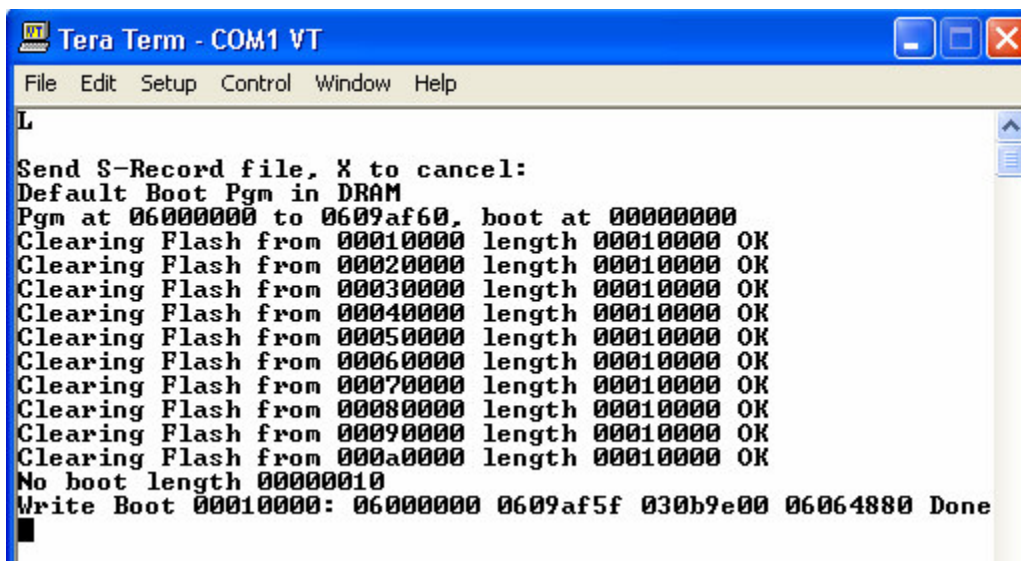 Tera Term - COM1 VT
File Edit Setup Control Window Help
L
Send S-Record file, X to cancel:
Default Boot Pgm in DRAM
Pgm at 06000000 to 0609af60, boot at 00000000
Clearing Flash from 00010000 length 00010000 OK
Clearing Flash from 00020000 length 00010000 OK
Clearing Flash from 00030000 length 00010000 OK
Clearing Flash from 00040000 length 00010000 OK
Clearing Flash from 00050000 length 00010000 OK
Clearing Flash from 00060000 length 00010000 OK
Clearing Flash from 00070000 length 00010000 OK
Clearing Flash from 00080000 length 00010000 OK
Clearing Flash from 00090000 length 00010000 OK
Clearing Flash from 000a0000 length 00010000 OK
No boot length 00000010
Write Boot 00010000: 06000000 0609af5f 030b9e00 06064880 Done